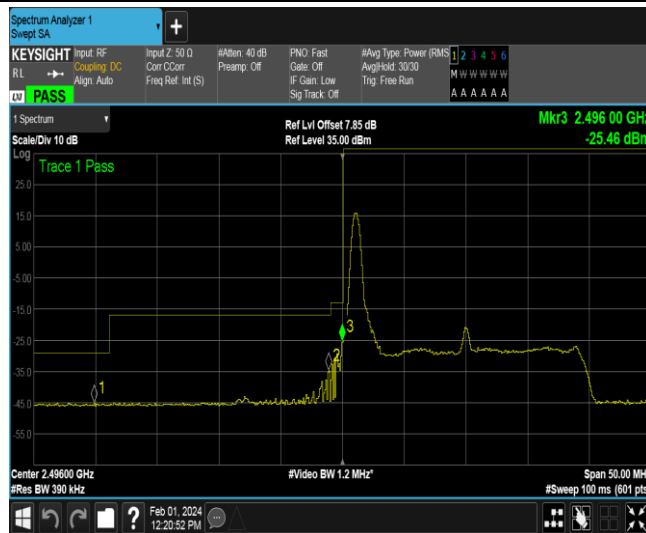 Spectrum Analyzer 1
Swept SA
+
KEYSIGHT Input: RF Input Z: 50 Ω #Atten: 40 dB PNO: Fast #Avg Type: Power (RMS 1 2 3 4 5 6
RL Coupling: DC Corr CCorr Preamp: Off Gate: Off Avg|Hold: 30/30 M W W W W W
Align: Auto Freq Ref: Int (S) IF Gain: Low Trig: Free Run
LXI PASS Sig Track: Off A A A A A A
1 Spectrum Ref Lvl Offset 7.85 dB Mkr3 2.496 00 GHz
Scale/Div 10 dB Ref Level 35.00 dBm -25.46 dBm
Log
Trace 1 Pass
25.0
15.0
5.00
-5.00
-15.0
3
-25.0
2
-35.0
1
-45.0
-55.0
Center 2.49600 GHz #Video BW 1.2 MHz* Span 50.00 MH
#Res BW 390 kHz #Sweep 100 ms (601 pts
? Feb 01, 2024
12:20:52 PM